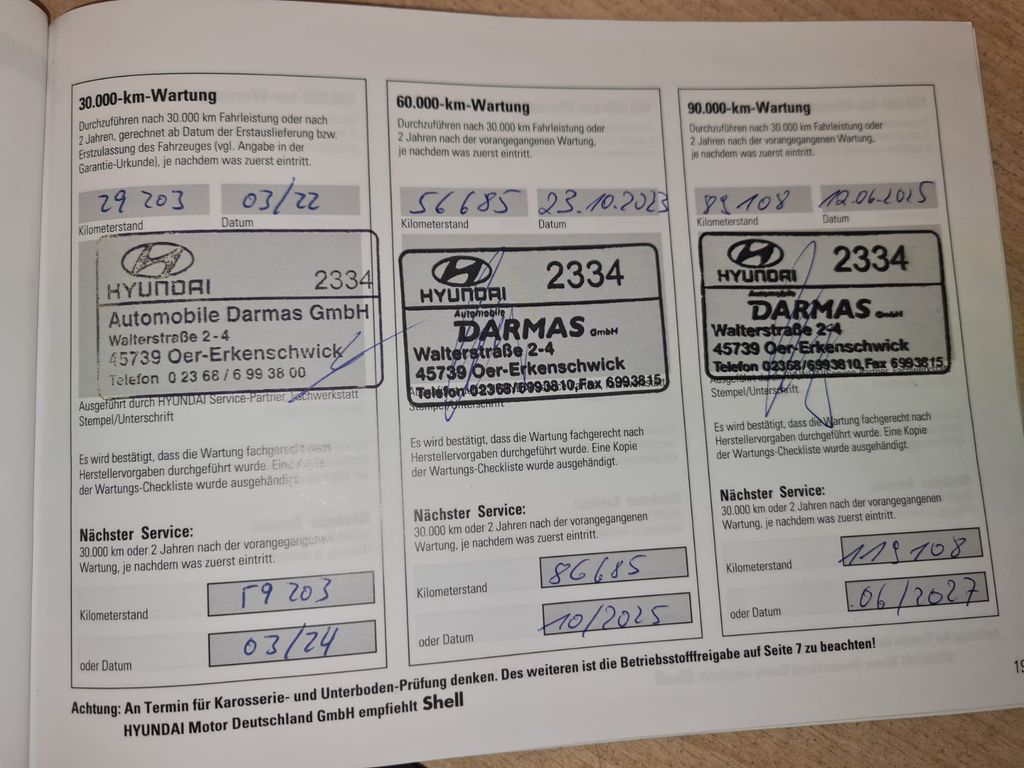 30.000-km-Wartung
Durchzuführen nach 30.000 km Fahrleistung oder nach
2 Jahren, gerechnet ab Datum der Erstauslieferung bzw.
Erstzulassung des Fahrzeuges (vgl. Angabe in der
Garantie-Urkunde), je nachdem was zuerst eintritt.
29 203 03/22
Kilometerstand Datum
HYUNDAI 2334
Automobile Darmas GmbH
Walterstraße 2-4
45739 Oer-Erkenschwick
Telefon 0 23 68 / 6 99 38 00
Ausgeführt durch HYUNDAI Service-Partner, Fachwerkstatt
Stempel/Unterschrift
Es wird bestätigt, dass die Wartung fachgerecht nach
Herstellervorgaben durchgeführt wurde. Eine Kopie
der Wartungs-Checkliste wurde ausgehändigt.
Nächster Service:
30.000 km oder 2 Jahren nach der vorangegangenen
Wartung, je nachdem was zuerst eintritt.
Kilometerstand 59 203
oder Datum 03/24
60.000-km-Wartung
Durchzuführen nach 30.000 km Fahrleistung oder
2 Jahren nach der vorangegangenen Wartung,
je nachdem was zuerst eintritt.
56685 23.10.2023
Kilometerstand Datum
HYUNDAI 2334
Automobile
DARMAS GmbH
Walterstraße 2-4
45739 Oer-Erkenschwick
Telefon 02368/6993810, Fax 6993815
Stempel/Unterschrift
Es wird bestätigt, dass die Wartung fachgerecht nach
Herstellervorgaben durchgeführt wurde. Eine Kopie
der Wartungs-Checkliste wurde ausgehändigt.
Nächster Service:
30.000 km oder 2 Jahren nach der vorangegangenen
Wartung, je nachdem was zuerst eintritt.
Kilometerstand 86685
oder Datum 10/2025
90.000-km-Wartung
Durchzuführen nach 30.000 km Fahrleistung oder
2 Jahren nach der vorangegangenen Wartung,
je nachdem was zuerst eintritt.
89108 12.06.2025
Kilometerstand Datum
HYUNDAI 2334
Automobile
DARMAS GmbH
Walterstraße 2-4
45739 Oer-Erkenschwick
Telefon 02368/6993810, Fax 6993815
Stempel/Unterschrift
Es wird bestätigt, dass die Wartung fachgerecht nach
Herstellervorgaben durchgeführt wurde. Eine Kopie
der Wartungs-Checkliste wurde ausgehändigt.
Nächster Service:
30.000 km oder 2 Jahren nach der vorangegangenen
Wartung, je nachdem was zuerst eintritt.
Kilometerstand 119108
oder Datum 06/2027
Achtung: An Termin für Karosserie- und Unterboden-Prüfung denken. Des weiteren ist die Betriebsstofffreigabe auf Seite 7 zu beachten!
HYUNDAI Motor Deutschland GmbH empfiehlt Shell